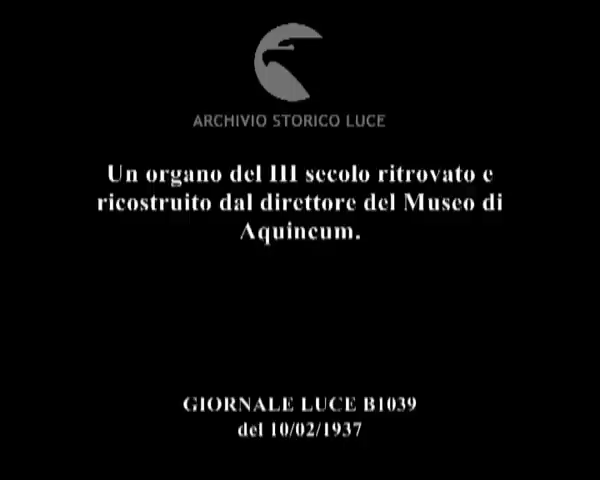 ARCHIVIO STORICO LUCE
Un organo del III secolo ritrovato e
ricostruito dal direttore del Museo di
Aquincum.
GIORNALE LUCE B1039
del 10/02/1937